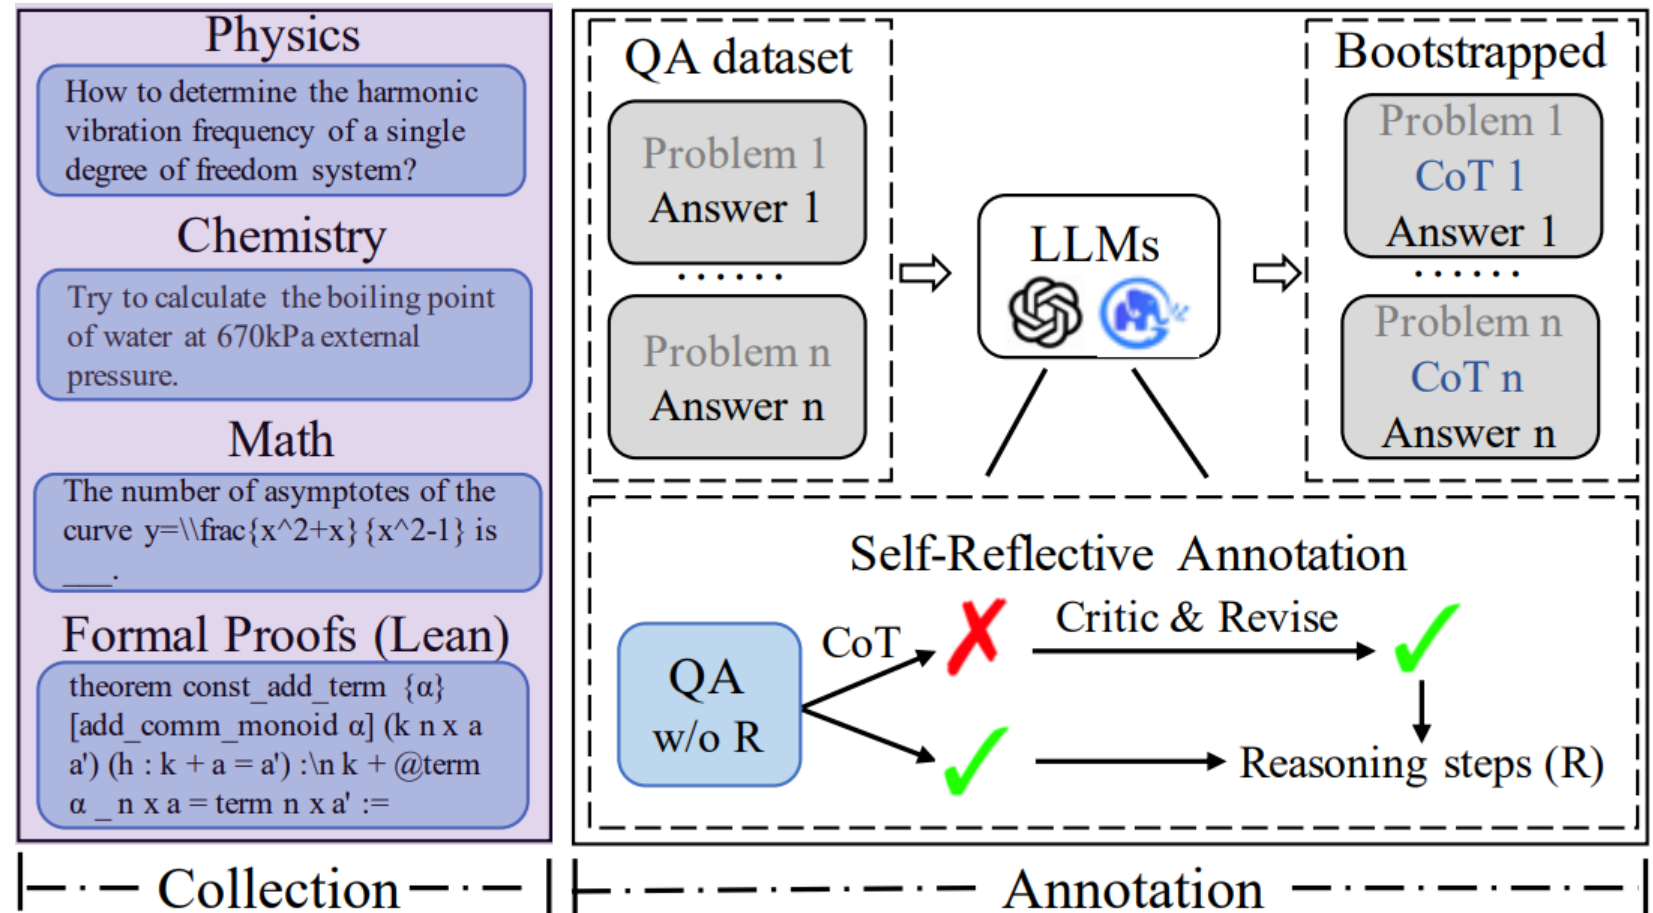 Physics
How to determine the harmonic
vibration frequency of a single
degree of freedom system?
Chemistry
Try to calculate the boiling point
of water at 670kPa external
pressure.
Math
The number of asymptotes of the
curve y=\\frac{x^2+x}{x^2-1} is
___.
Formal Proofs (Lean)
theorem const_add_term {α}
[add_comm_monoid α] (k n x a
a') (h : k + a = a') :\n k + @term
α _ n x a = term n x a' :=
Collection
QA dataset
Problem 1
Answer 1
......
Problem n
Answer n
LLMs
Bootstrapped
Problem 1
CoT 1
Answer 1
......
Problem n
CoT n
Answer n
Self-Reflective Annotation
QA
w/o R
CoT
Critic & Revise
Reasoning steps (R)
Annotation